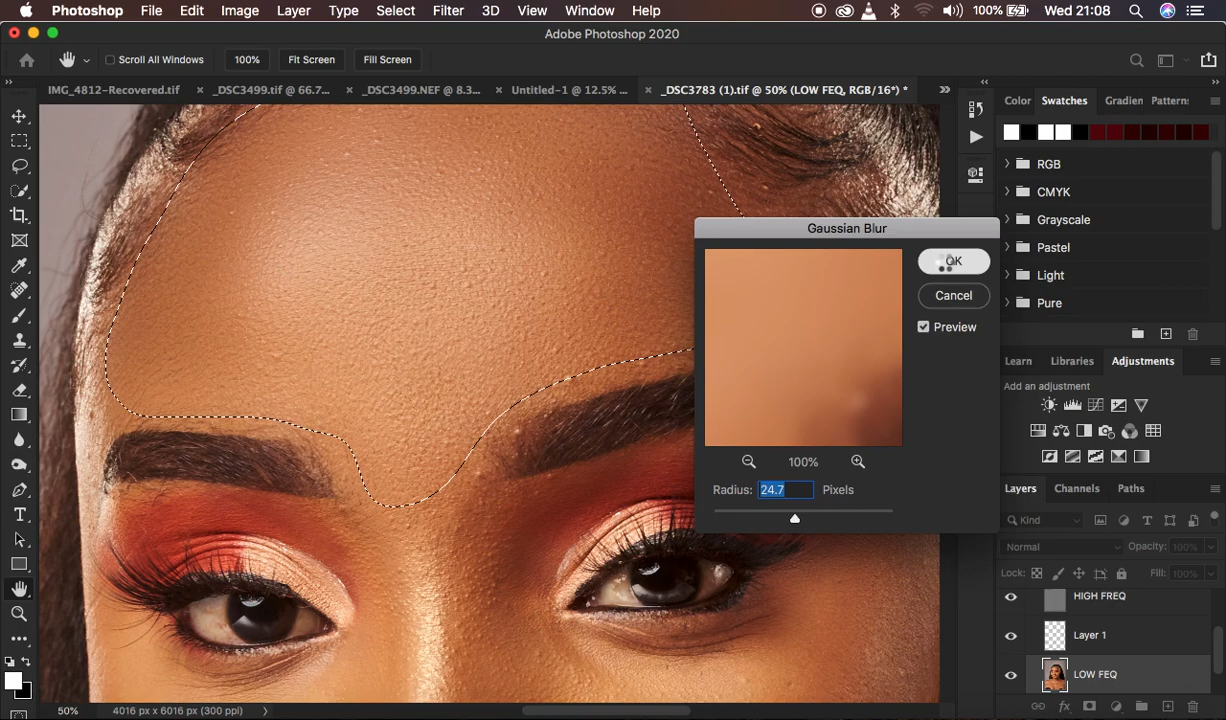 Photoshop File Edit Image Layer Type Select Filter 3D View Window Help 100% Wed 21:08
Adobe Photoshop 2020
Scroll All Windows 100% Fit Screen Fill Screen
IMG_4812-Recovered.tif × _DSC3499.tif @ 66.7... × _DSC3499.NEF @ 8.3... × Untitled-1 @ 12.5% ... × _DSC3783 (1).tif @ 50% (LOW FEQ, RGB/16*) *
Color Swatches Gradien Pattern:
RGB
CMYK
Grayscale
Pastel
Light
Pure
Gaussian Blur
OK
Cancel
Preview
100%
Radius: 24.7 Pixels
Learn Libraries Adjustments
Add an adjustment
Layers Channels Paths
Kind
Normal Opacity: 100%
Lock: Fill: 100%
HIGH FREQ
Layer 1
LOW FEQ
50% 4016 px x 6016 px (300 ppi)